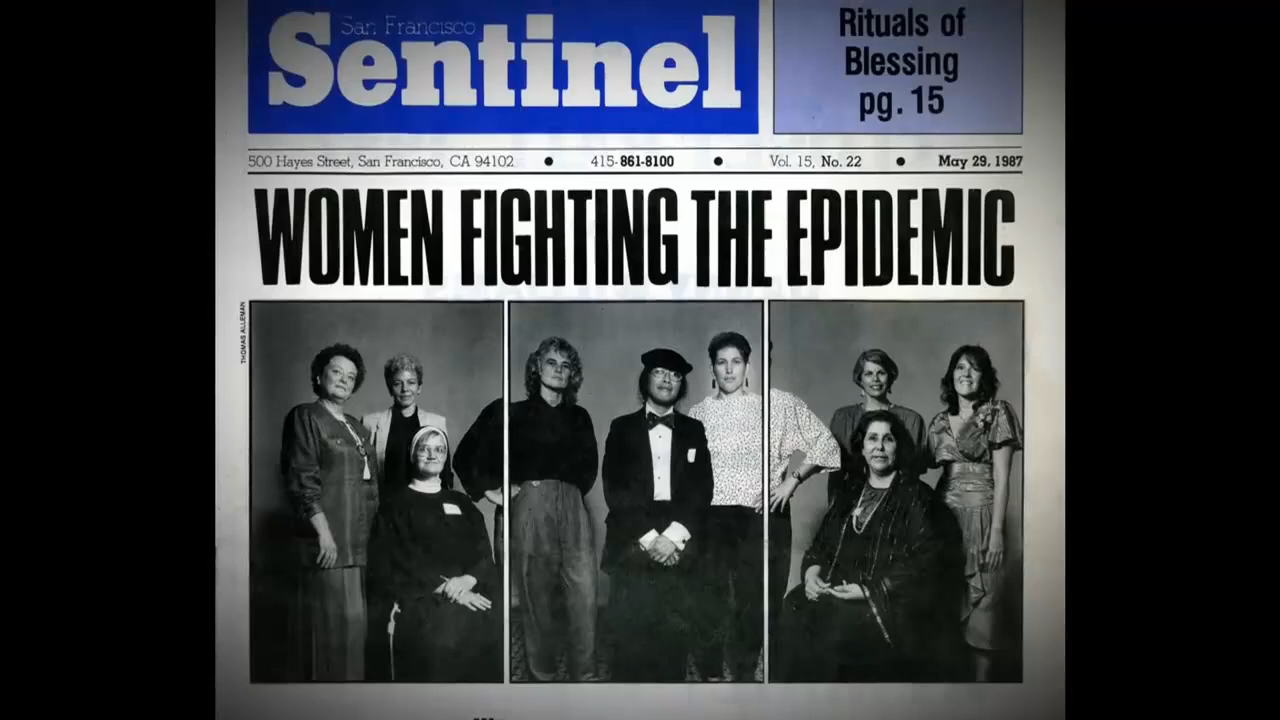 San Francisco
Sentinel
Rituals of
Blessing
pg. 15
500 Hayes Street, San Francisco, CA 94102 • 415-861-8100 • Vol. 15, No. 22 • May 29, 1987
WOMEN FIGHTING THE EPIDEMIC
THOMAS ALLEMAN